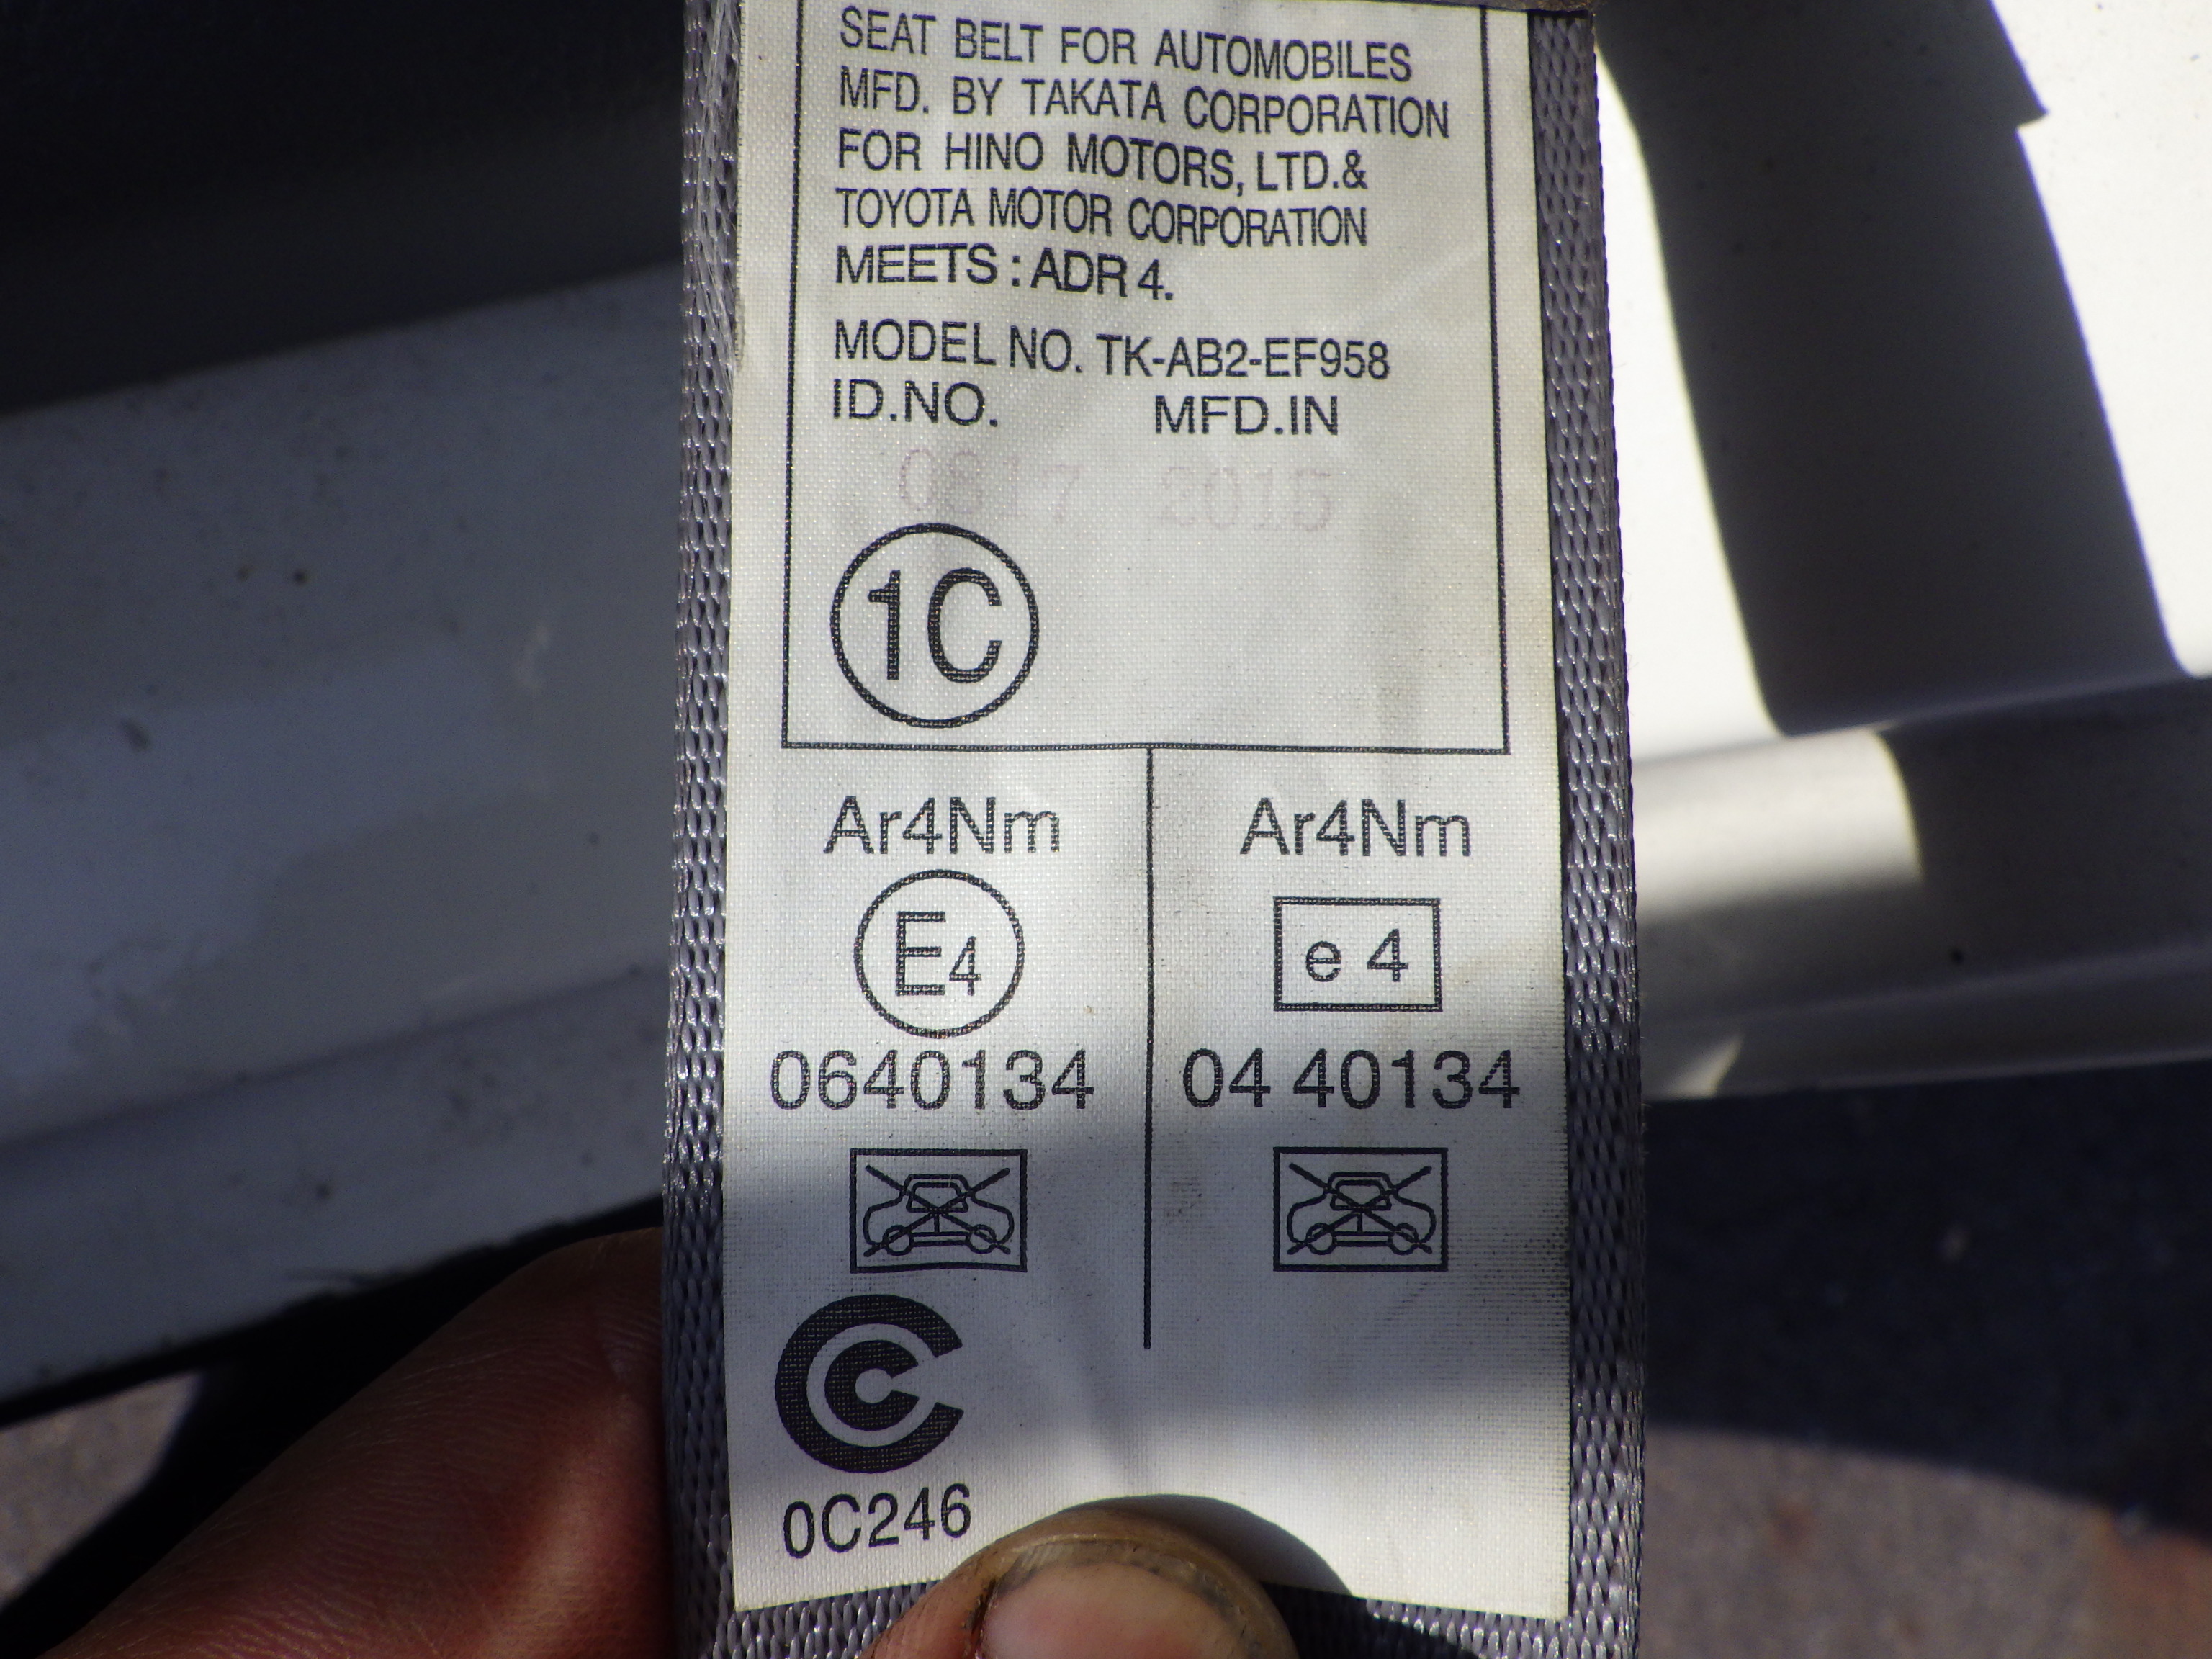 SEAT BELT FOR AUTOMOBILES
MFD. BY TAKATA CORPORATION
FOR HINO MOTORS, LTD.&
TOYOTA MOTOR CORPORATION
MEETS : ADR 4.
MODEL NO. TK-AB2-EF958
ID.NO. MFD.IN
2015
1C
Ar4Nm Ar4Nm
E4 e 4
0640134 04 40134
0C246